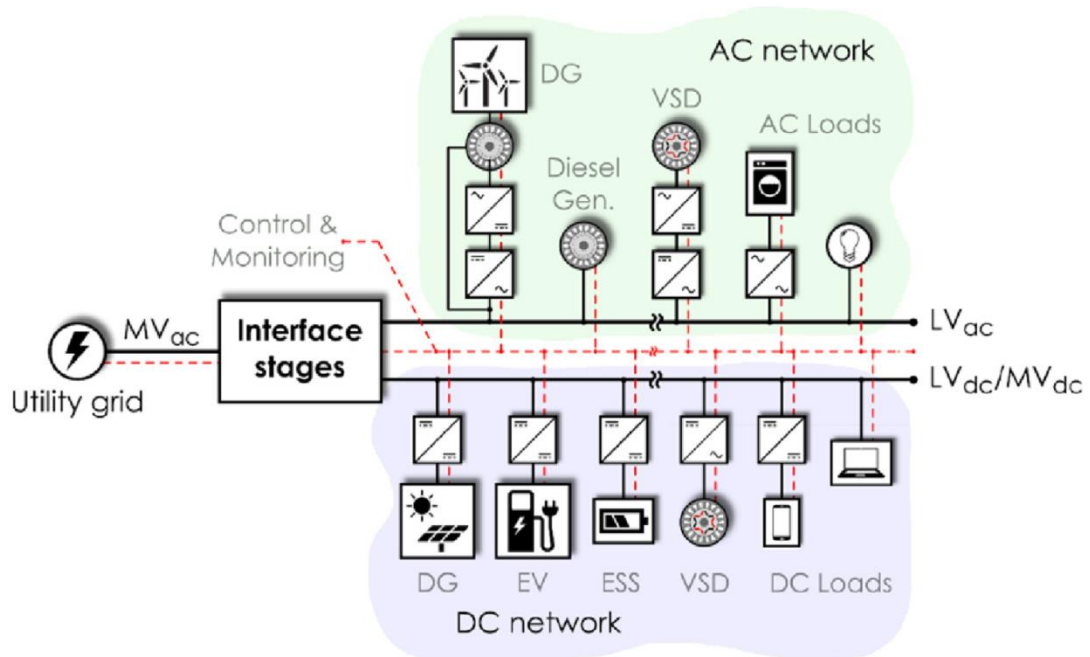 AC network
DG
VSD
AC Loads
Diesel
Gen.
Control &
Monitoring
MVac
Interface
stages
LVac
Utility grid
LVdc/MVdc
DG
EV
ESS
VSD
DC Loads
DC network